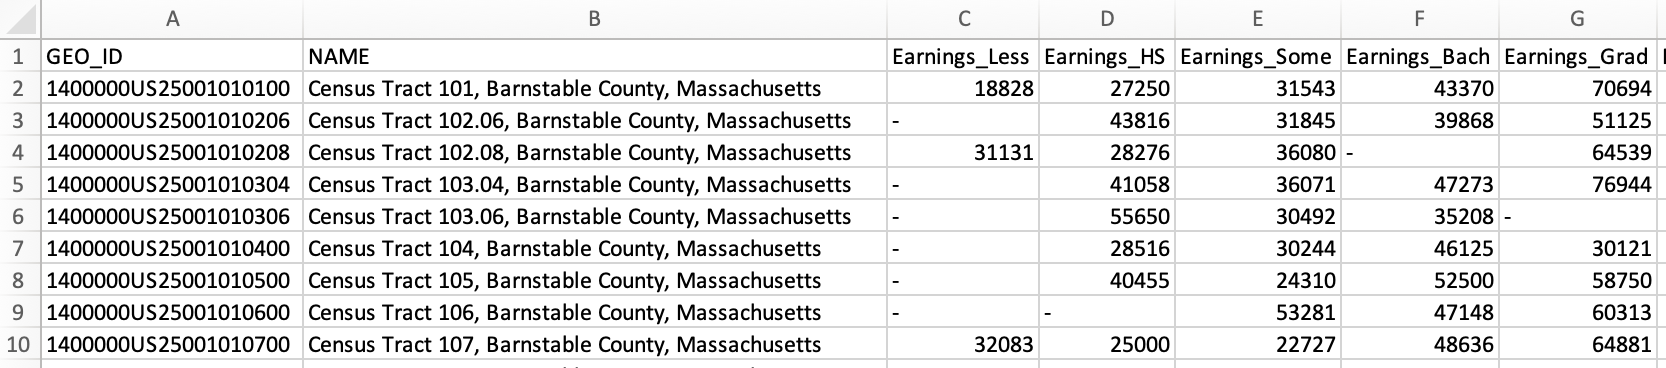 A B C D E F G
1 GEO_ID NAME Earnings_Less Earnings_HS Earnings_Some Earnings_Bach Earnings_Grad
2 1400000US25001010100 Census Tract 101, Barnstable County, Massachusetts 18828 27250 31543 43370 70694
3 1400000US25001010206 Census Tract 102.06, Barnstable County, Massachusetts - 43816 31845 39868 51125
4 1400000US25001010208 Census Tract 102.08, Barnstable County, Massachusetts 31131 28276 36080 - 64539
5 1400000US25001010304 Census Tract 103.04, Barnstable County, Massachusetts - 41058 36071 47273 76944
6 1400000US25001010306 Census Tract 103.06, Barnstable County, Massachusetts - 55650 30492 35208 -
7 1400000US25001010400 Census Tract 104, Barnstable County, Massachusetts - 28516 30244 46125 30121
8 1400000US25001010500 Census Tract 105, Barnstable County, Massachusetts - 40455 24310 52500 58750
9 1400000US25001010600 Census Tract 106, Barnstable County, Massachusetts - - 53281 47148 60313
10 1400000US25001010700 Census Tract 107, Barnstable County, Massachusetts 32083 25000 22727 48636 64881